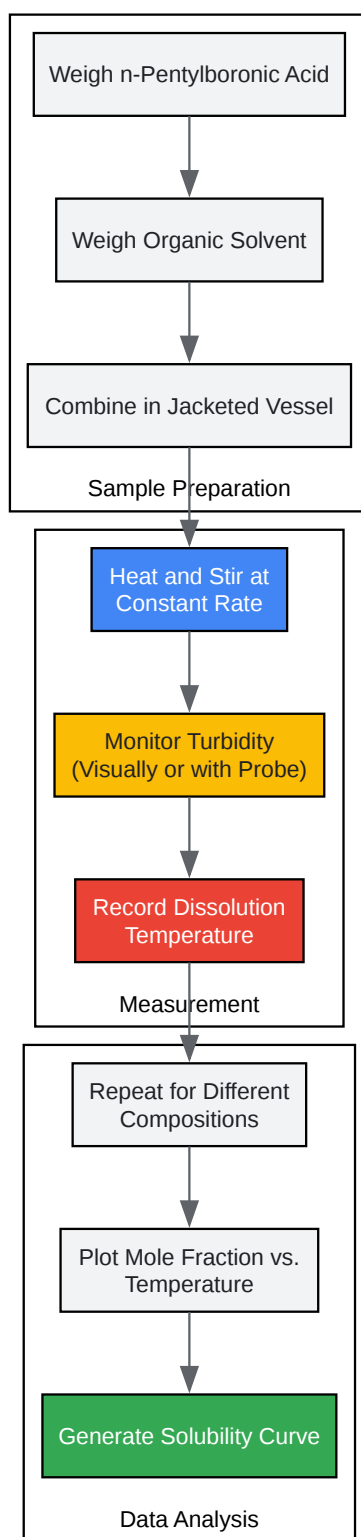 Weigh n-Pentylboronic Acid
Weigh Organic Solvent
Combine in Jacketed Vessel
Sample Preparation
Heat and Stir at
Constant Rate
Monitor Turbidity
(Visually or with Probe)
Record Dissolution
Temperature
Measurement
Repeat for Different
Compositions
Plot Mole Fraction vs.
Temperature
Generate Solubility Curve
Data Analysis